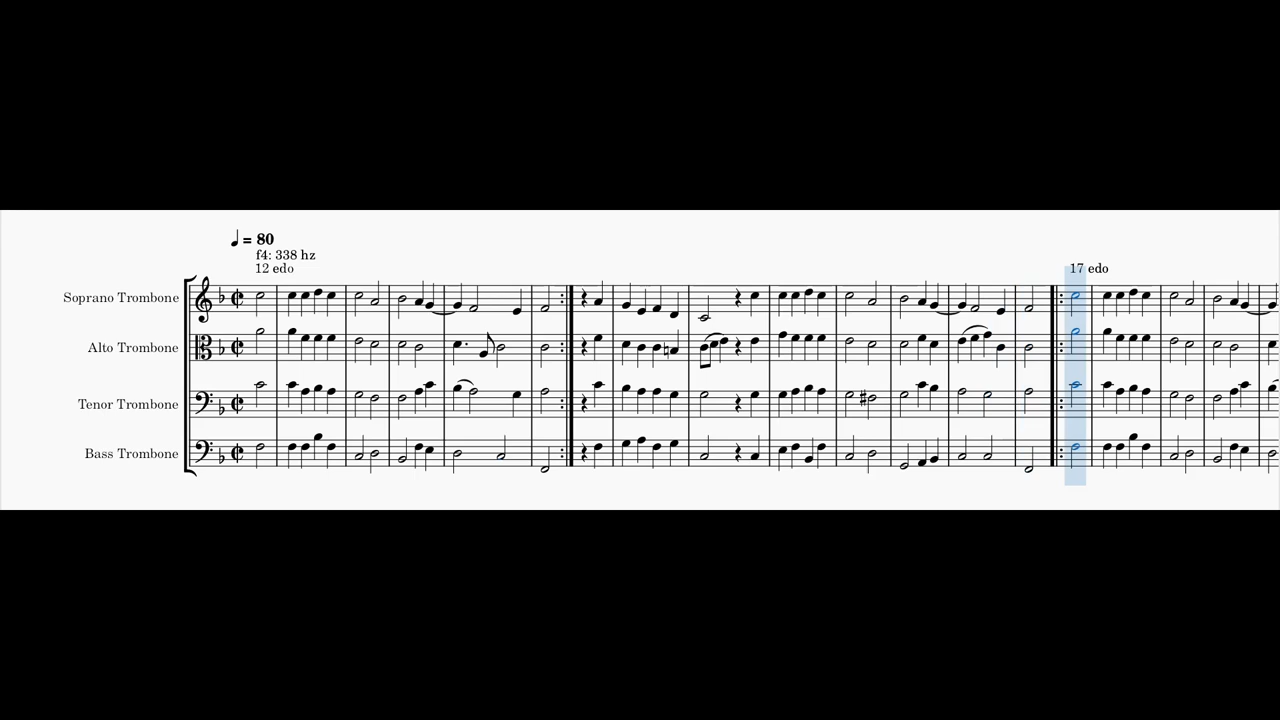 = 80
f4: 338 hz
12 edo
17 edo
Soprano Trombone
Alto Trombone
Tenor Trombone
Bass Trombone